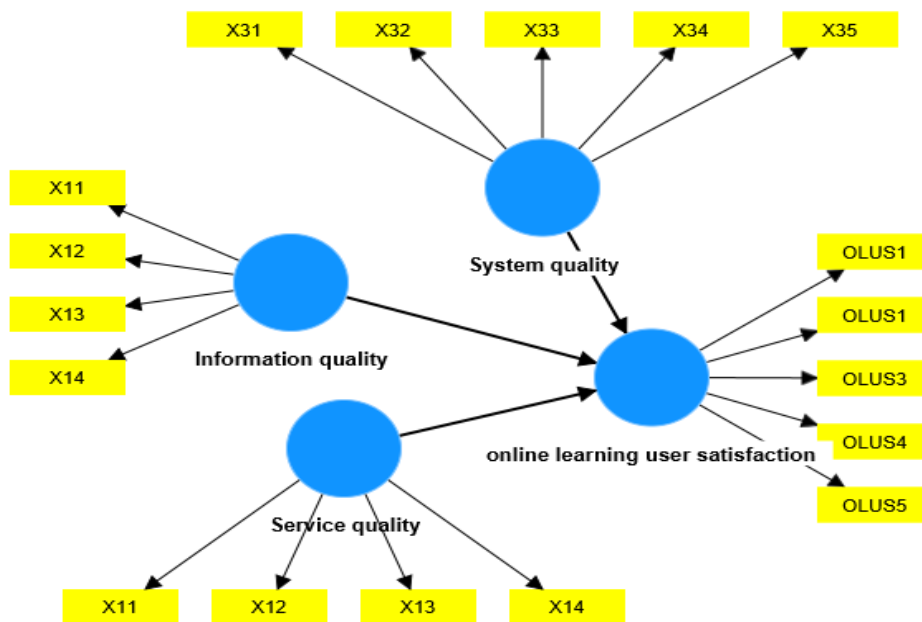 X31
X32
X33
X34
X35
System quality
X11
X12
X13
X14
Information quality
OLUS1
OLUS1
OLUS3
OLUS4
OLUS5
online learning user satisfaction
Service quality
X11
X12
X13
X14